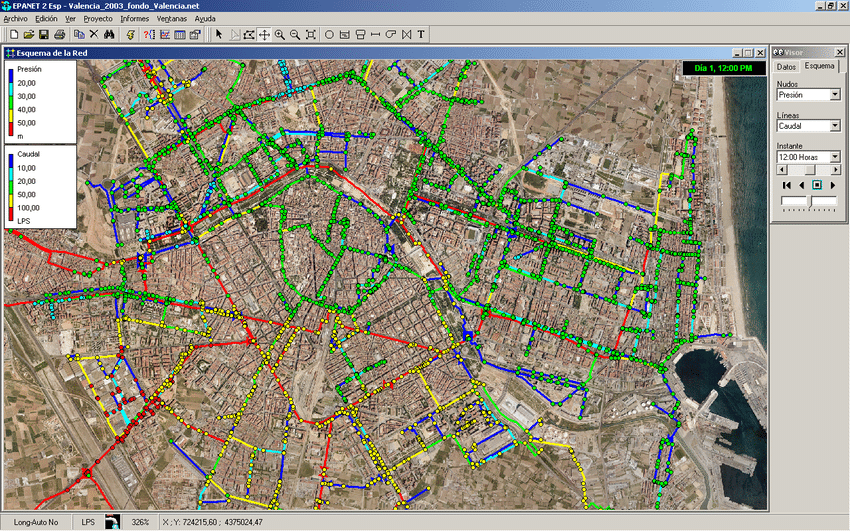 EPANET 2 Esp - Valencia_2003_fondo_Valencia.net
Archivo Edición Ver Proyecto Informes Ventanas Ayuda
T
Esquema de la Red
Presión
20,00
30,00
40,00
50,00
m
Caudal
10,00
20,00
50,00
100,00
LPS
Día 1, 12:00 PM
Visor
Datos Esquema
Nudos
Presión
Líneas
Caudal
Instante
12:00 Horas
Long-Auto No LPS 326% X ; Y: 724215,60 ; 4375024,47